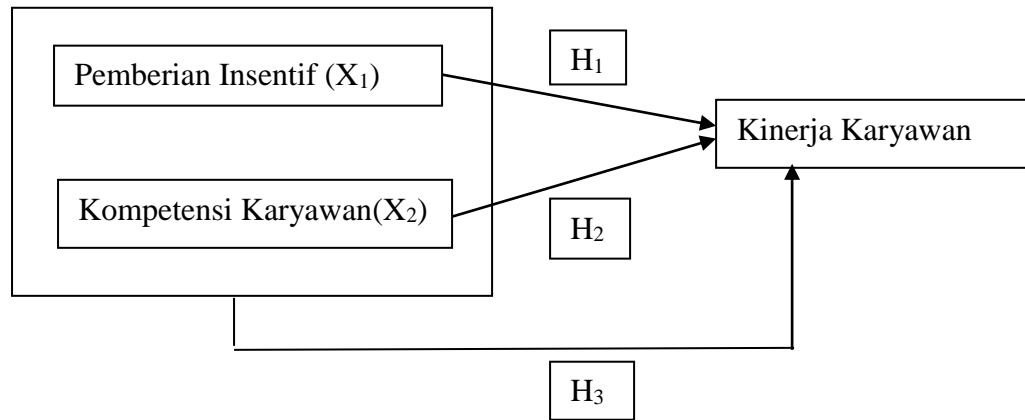 Pemberian Insentif (X₁)
H₁
Kinerja Karyawan
Kompetensi Karyawan(X₂)
H₂
H₃